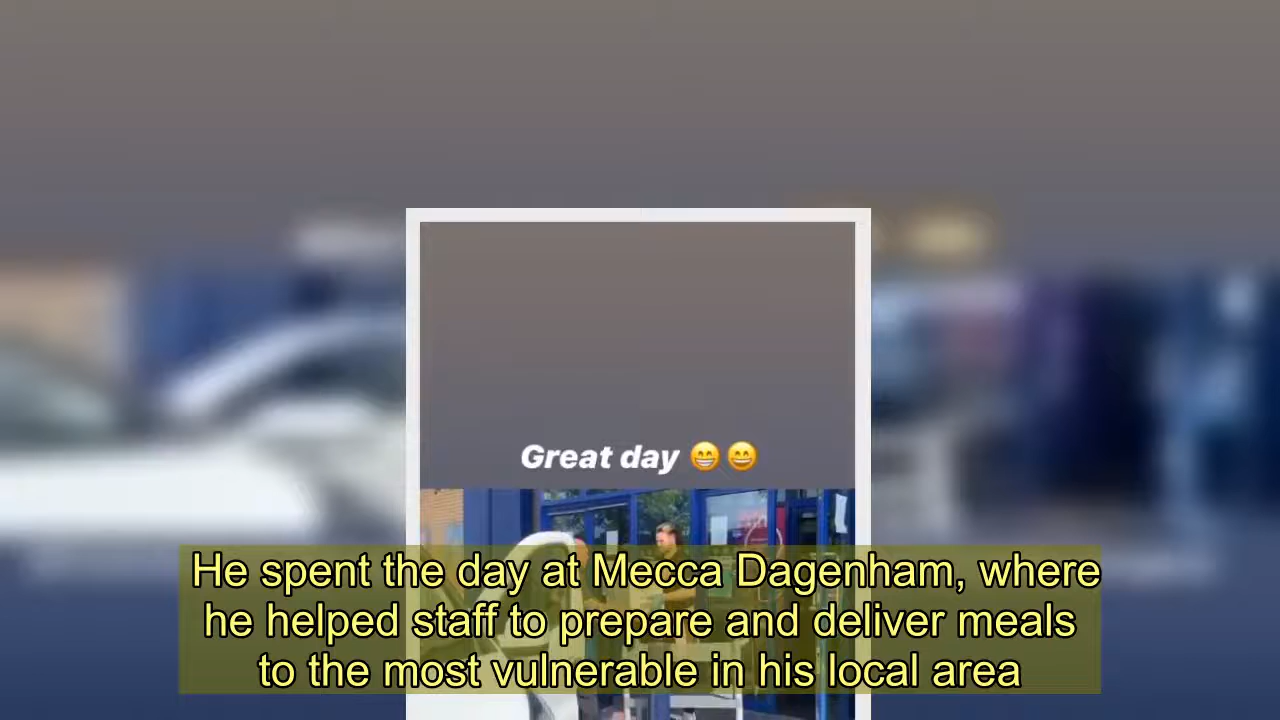 Great day 😁😄
He spent the day at Mecca Dagenham, where
he helped staff to prepare and deliver meals
to the most vulnerable in his local area